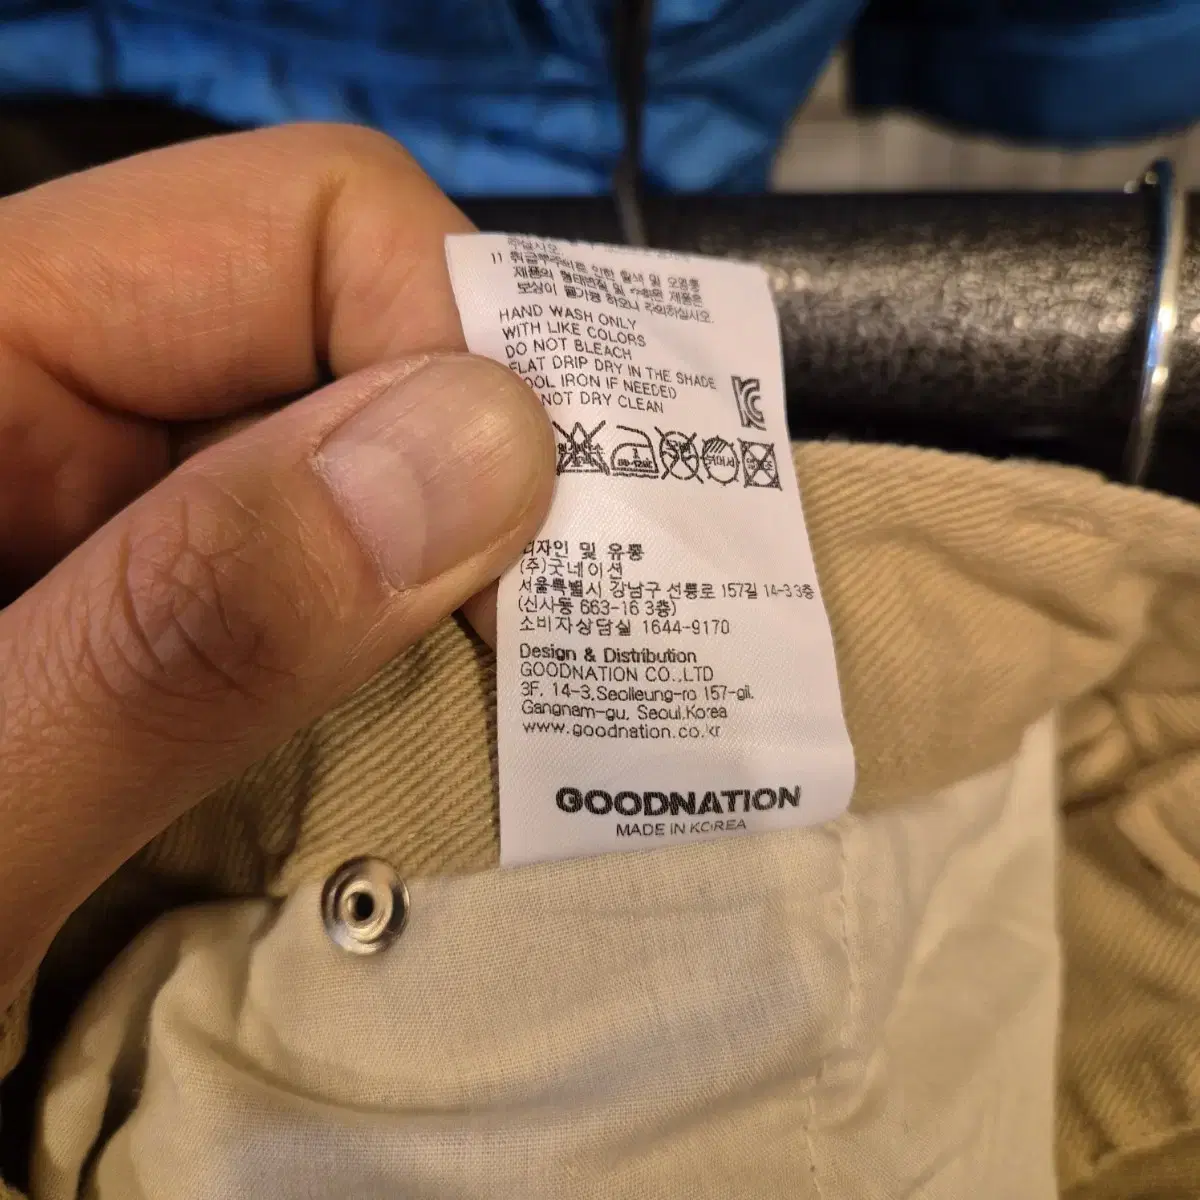 주십시오.
11 취급부주의로 인한 탈색 및 오염등
제품의 형태변질 및 제품은
보상이 불가능 하오니 주의하십시오.
HAND WASH ONLY
WITH LIKE COLORS
DO NOT BLEACH
FLAT DRIP DRY IN THE SHADE
OOL IRON IF NEEDED
NOT DRY CLEAN
디자인 및 유통
(주)굿네이션
서울특별시 강남구 선릉로 157길 14-3 3층
(신사동 663-16 3층)
소비자상담실 1644-9170
Design & Distribution
GOODNATION CO.,LTD
3F, 14-3,Seolleung-ro 157-gil,
Gangnam-gu, Seoul,Korea
www.goodnation.co.kr
GOODNATION
MADE IN KOREA